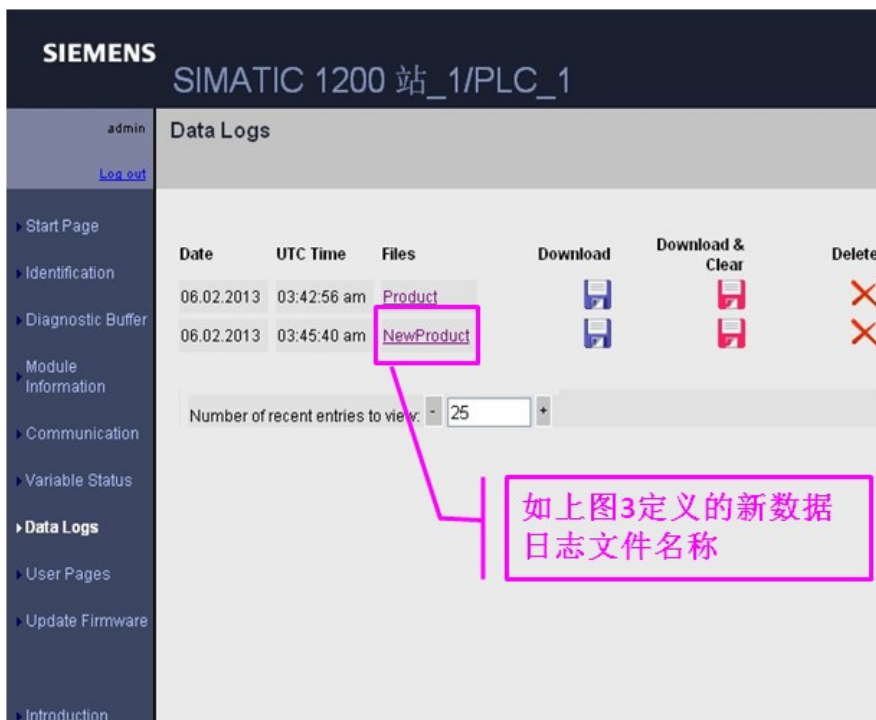 SIEMENS
SIMATIC 1200 站_1/PLC_1
admin
Log out
Data Logs
Start Page
Identification
Diagnostic Buffer
Module
Information
Communication
Variable Status
Data Logs
User Pages
Update Firmware
Introduction
Date UTC Time Files Download Download & Clear Delete
06.02.2013 03:42:56 am Product
06.02.2013 03:45:40 am NewProduct
Number of recent entries to view: - 25 +
如上图3定义的新数据
日志文件名称